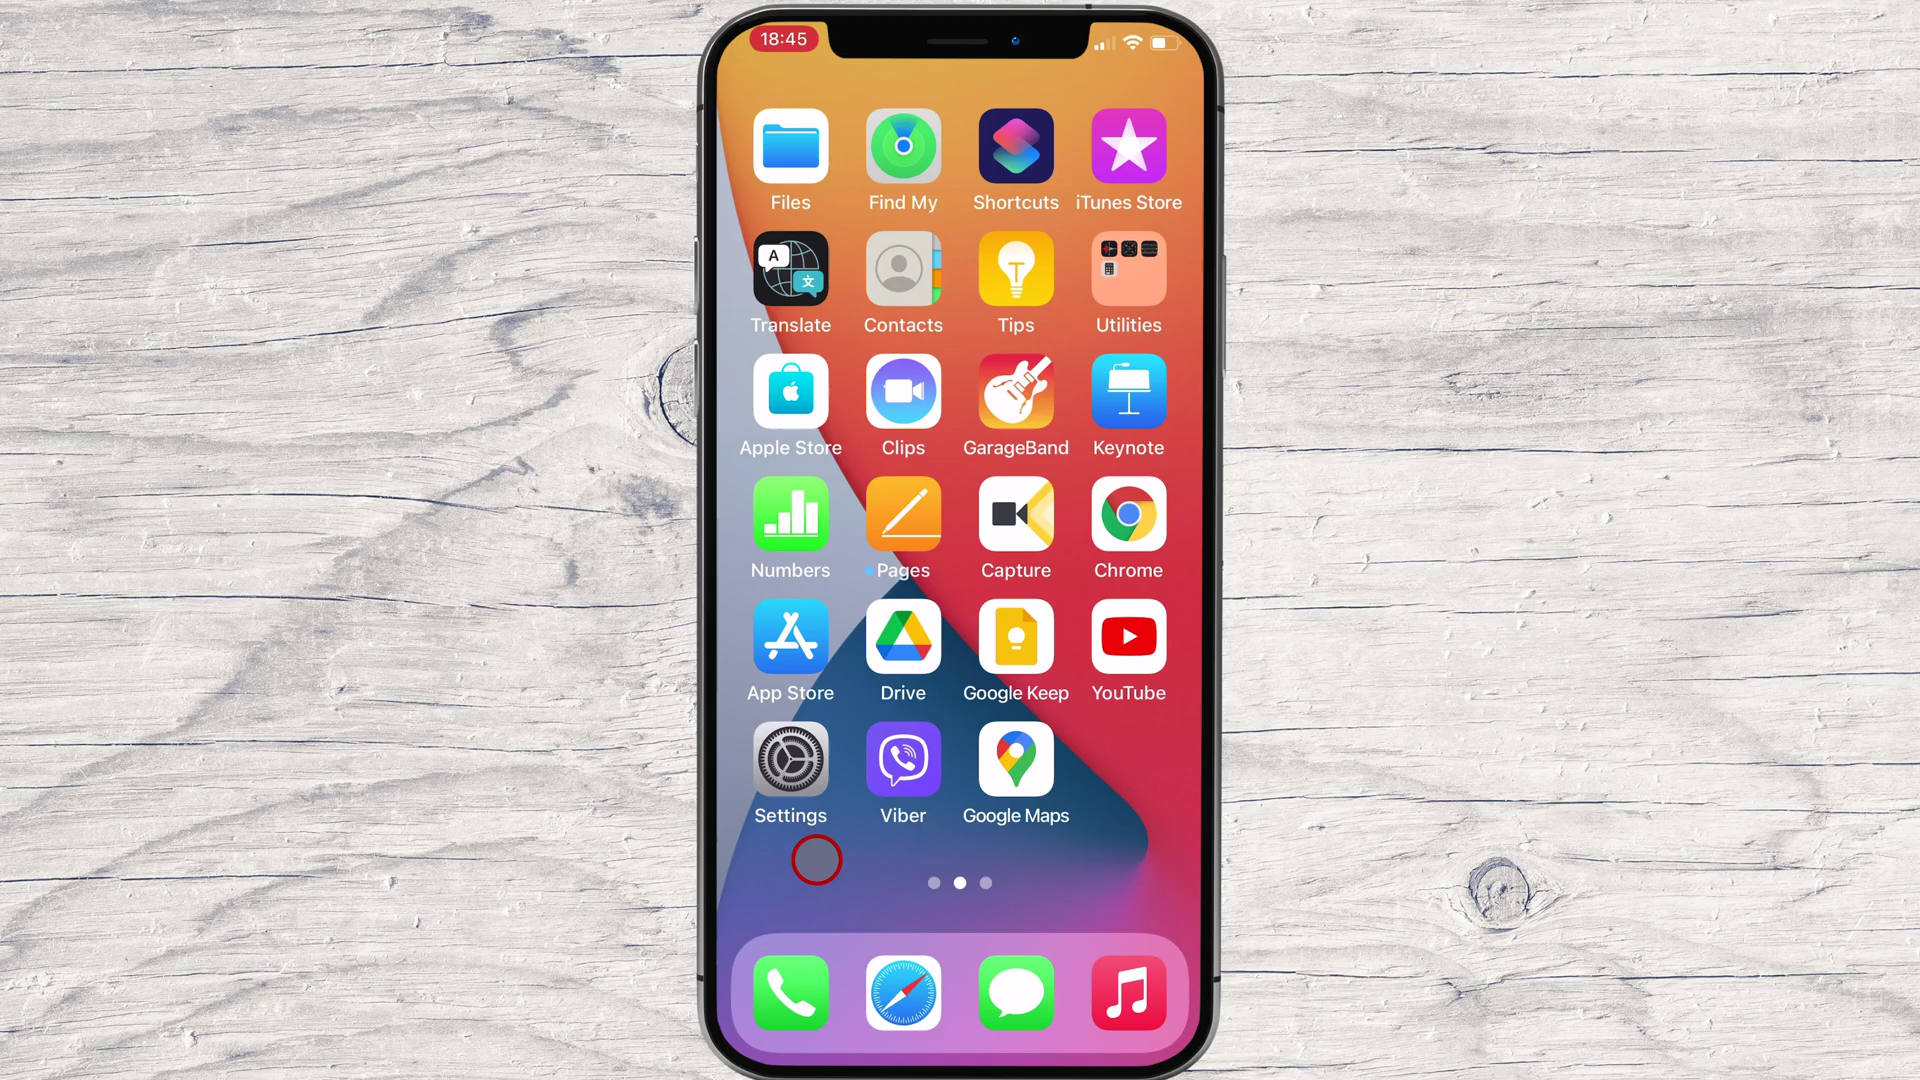 18:45
Files Find My Shortcuts iTunes Store
A
文
Translate Contacts Tips Utilities
Apple Store Clips GarageBand Keynote
Numbers Pages Capture Chrome
App Store Drive Google Keep YouTube
Settings Viber Google Maps